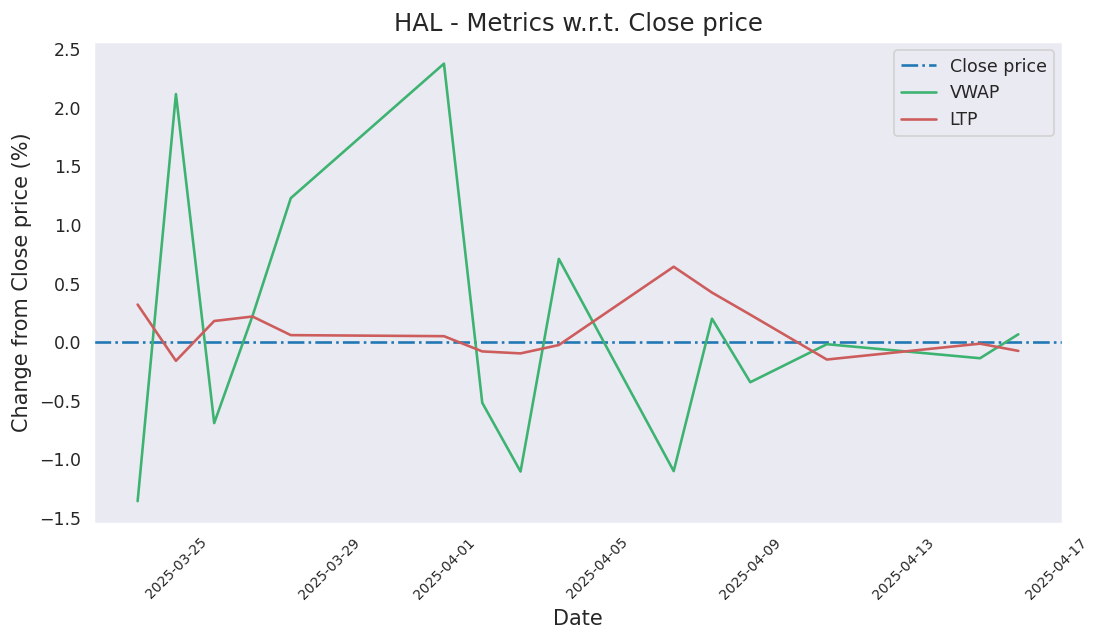 HAL - Metrics w.r.t. Close price
Close price
VWAP
LTP
Change from Close price (%)
2.5
2.0
1.5
1.0
0.5
0.0
−0.5
−1.0
−1.5
2025-03-25
2025-03-29
2025-04-01
2025-04-05
2025-04-09
2025-04-13
2025-04-17
Date